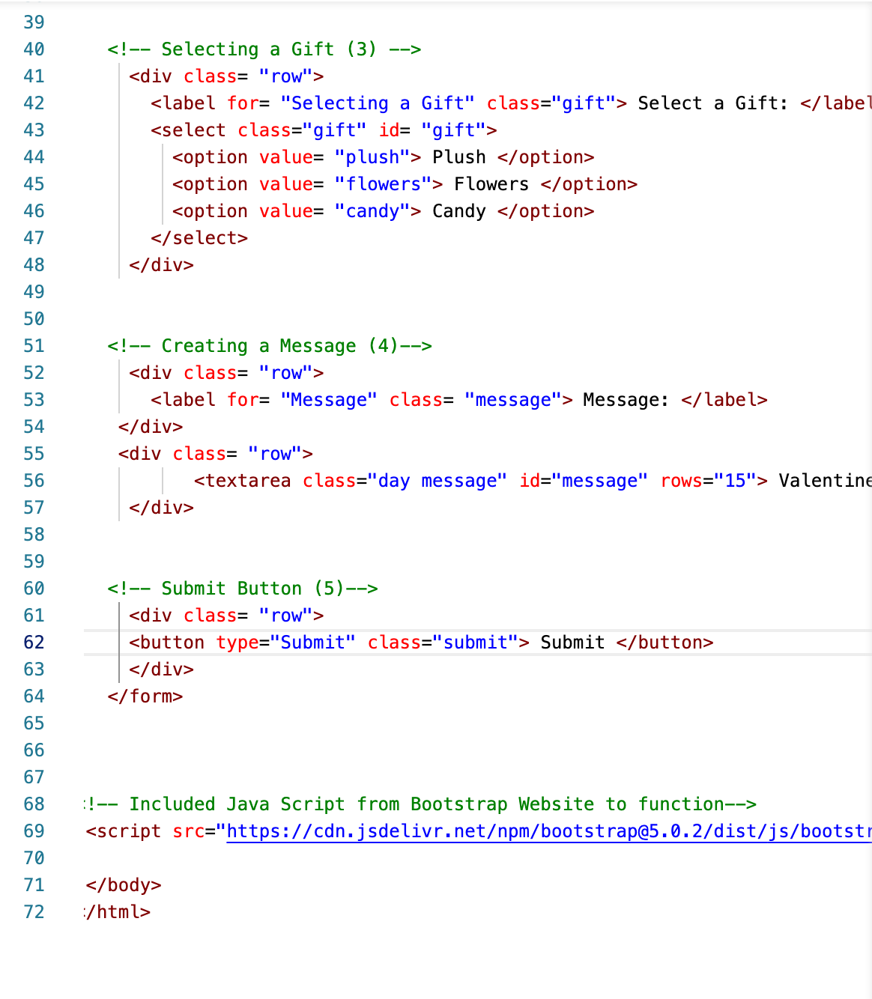 39
40 <!-- Selecting a Gift (3) -->
41 <div class= "row">
42 <label for= "Selecting a Gift" class="gift"> Select a Gift: </label
43 <select class="gift" id= "gift">
44 <option value= "plush"> Plush </option>
45 <option value= "flowers"> Flowers </option>
46 <option value= "candy"> Candy </option>
47 </select>
48 </div>
49
50
51 <!-- Creating a Message (4)-->
52 <div class= "row">
53 <label for= "Message" class= "message"> Message: </label>
54 </div>
55 <div class= "row">
56 <textarea class="day message" id="message" rows="15"> Valentine
57 </div>
58
59
60 <!-- Submit Button (5)-->
61 <div class= "row">
62 <button type="Submit" class="submit"> Submit </button>
63 </div>
64 </form>
65
66
67
68 !-- Included Java Script from Bootstrap Website to function-->
69 <script src="https://cdn.jsdelivr.net/npm/bootstrap@5.0.2/dist/js/bootstr
70
71 </body>
72 /html>